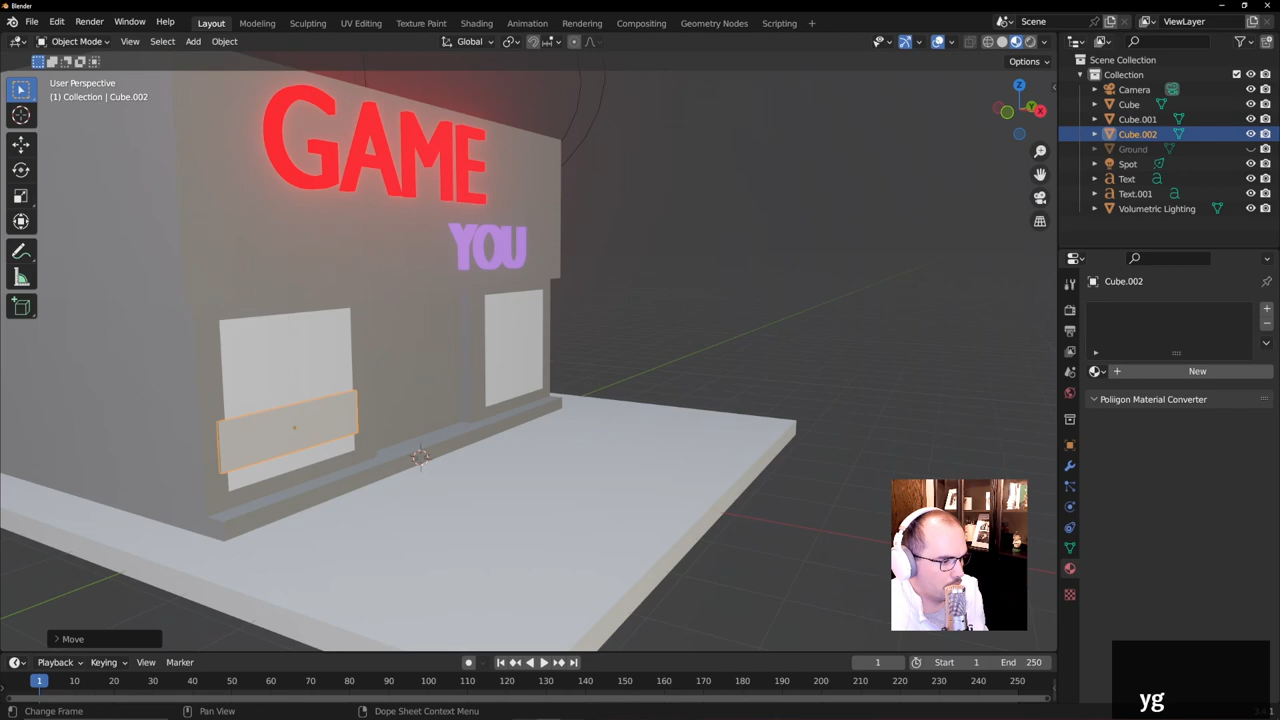 Blender
File Edit Render Window Help
Layout Modeling Sculpting UV Editing Texture Paint Shading Animation Rendering Compositing Geometry Nodes Scripting
Scene ViewLayer
Object Mode View Select Add Object
Global
Options
User Perspective
(1) Collection | Cube.002
GAME
YOU
Z
Y
X
Scene Collection
Collection
Camera
Cube
Cube.001
Cube.002
Ground
Spot
Text
Text.001
Volumetric Lighting
Cube.002
New
Poliigon Material Converter
Move
Playback Keying View Marker
1 Start 1 End 250
1 10 20 30 40 50 60 70 80 90 100 110 120 130 140 150 160 170 180 190 200 210 220 230 240 250
Change Frame Pan View Dope Sheet Context Menu
yg